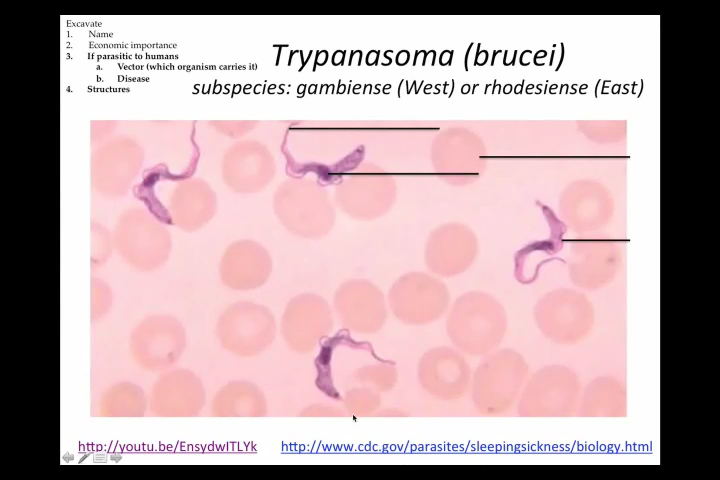 Excavate
1. Name
2. Economic importance
3. If parasitic to humans
a. Vector (which organism carries it)
b. Disease
4. Structures
Trypanasoma (brucei)
subspecies: gambiense (West) or rhodesiense (East)
http://youtu.be/EnsydwITLYk http://www.cdc.gov/parasites/sleepingsickness/biology.html